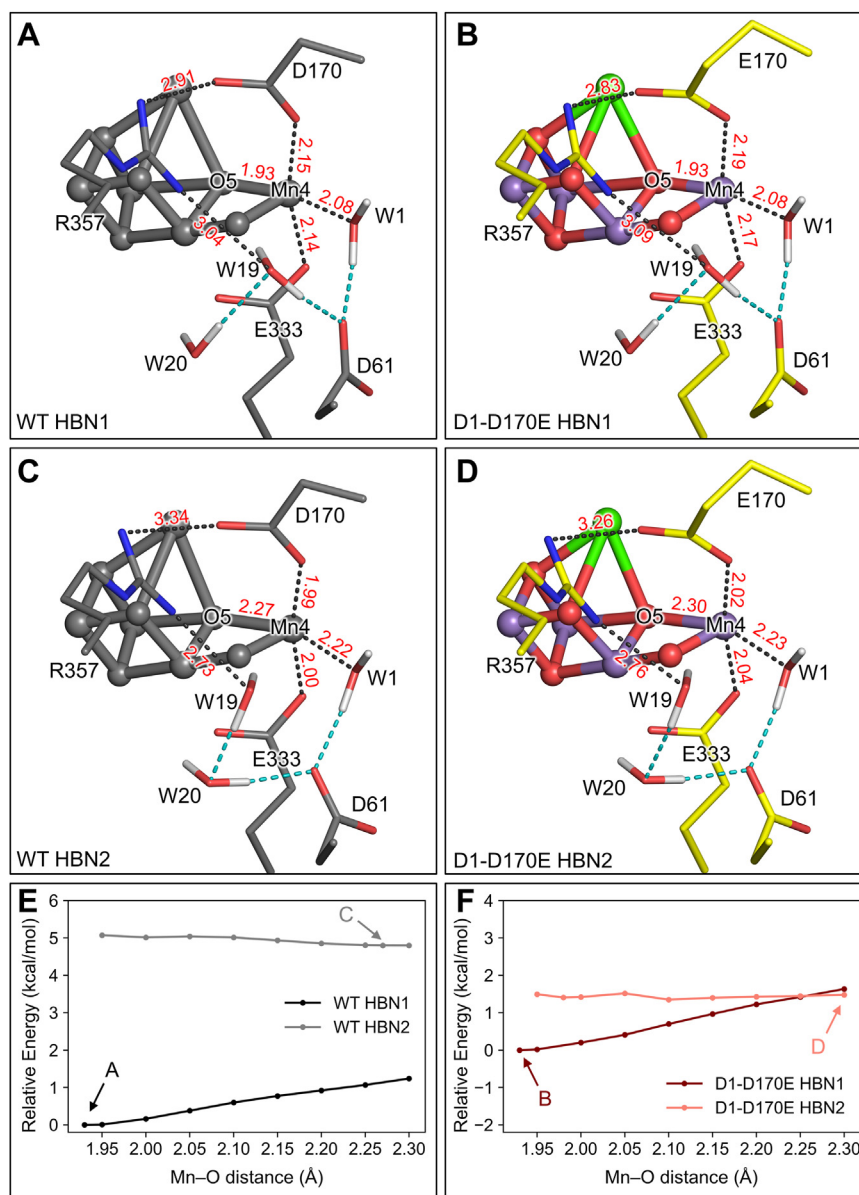 A
D170
2.91
2.15
1.93
O5
Mn4
2.08
R357
W1
3.04
2.14
W19
E333
W20
D61
WT HBN1
B
E170
2.83
2.19
1.93
O5
Mn4
2.08
R357
W1
3.09
2.17
W19
E333
W20
D61
D1-D170E HBN1
C
D170
3.34
1.99
2.27
O5
Mn4
2.22
R357
W1
2.73
2.00
W19
E333
W20
D61
WT HBN2
D
E170
3.26
2.02
2.30
O5
Mn4
2.23
R357
W1
2.76
2.04
W19
E333
W20
D61
D1-D170E HBN2
E
Relative Energy (kcal/mol)
6
5
4
3
2
1
0
C
WT HBN1
WT HBN2
A
1.95 2.00 2.05 2.10 2.15 2.20 2.25 2.30
Mn–O distance (Å)
F
Relative Energy (kcal/mol)
4
3
2
1
0
−1
−2
D
B
D1-D170E HBN1
D1-D170E HBN2
1.95 2.00 2.05 2.10 2.15 2.20 2.25 2.30
Mn–O distance (Å)